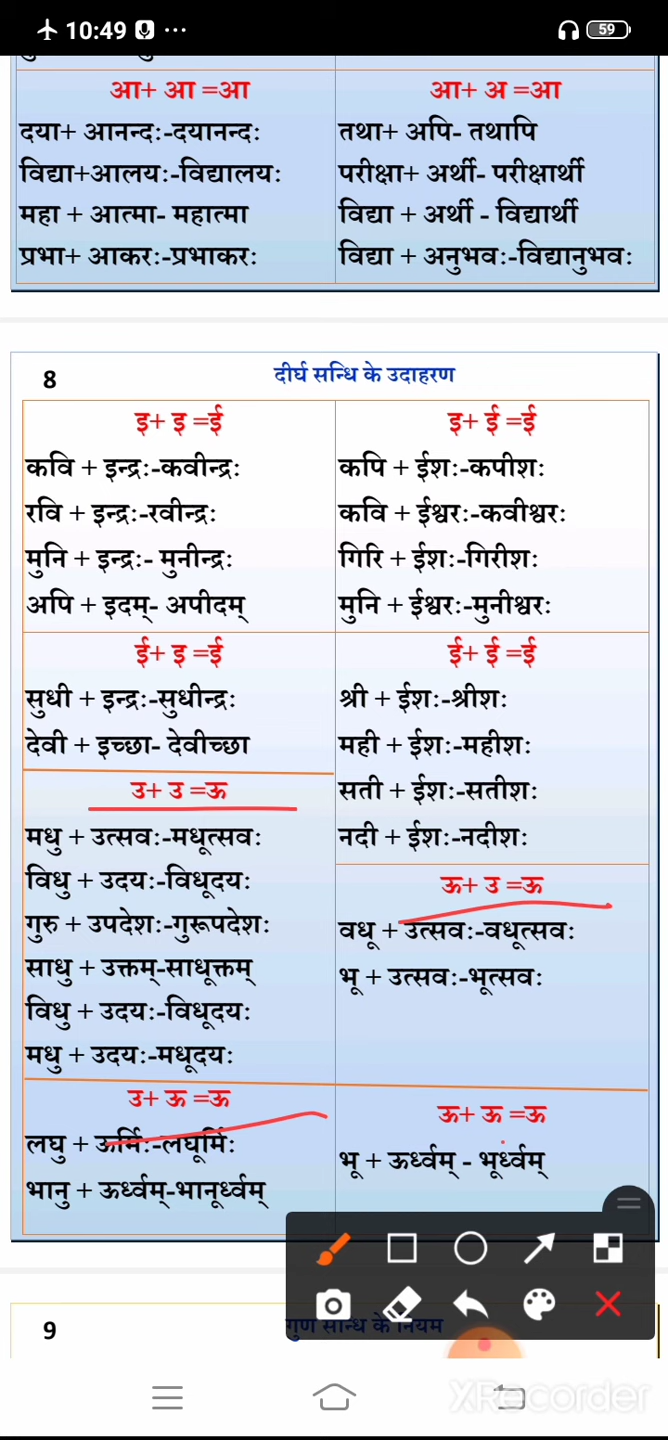 10:49
59
आ+ आ =आ
दया+ आनन्दः-दयानन्दः
विद्या+आलयः-विद्यालयः
महा + आत्मा- महात्मा
प्रभा+ आकरः-प्रभाकरः
आ+ अ =आ
तथा+ अपि- तथापि
परीक्षा+ अर्थी- परीक्षार्थी
विद्या + अर्थी - विद्यार्थी
विद्या + अनुभवः-विद्यानुभवः
8
दीर्घ सन्धि के उदाहरण
इ+ इ =ई
कवि + इन्द्रः-कवीन्द्रः
रवि + इन्द्रः-रवीन्द्रः
मुनि + इन्द्रः- मुनीन्द्रः
अपि + इदम्- अपीदम्
इ+ ई =ई
कपि + ईशः-कपीशः
कवि + ईश्वरः-कवीश्वरः
गिरि + ईशः-गिरीशः
मुनि + ईश्वरः-मुनीश्वरः
ई+ इ =ई
सुधी + इन्द्रः-सुधीन्द्रः
देवी + इच्छा- देवीच्छा
ई+ ई =ई
श्री + ईशः-श्रीशः
मही + ईशः-महीशः
सती + ईशः-सतीशः
नदी + ईशः-नदीशः
उ+ उ =ऊ
मधु + उत्सवः-मधूत्सवः
विधु + उदयः-विधूदयः
गुरु + उपदेशः-गुरूपदेशः
साधु + उक्तम्-साधूक्तम्
विधु + उदयः-विधूदयः
मधु + उदयः-मधूदयः
ऊ+ उ =ऊ
वधू + उत्सवः-वधूत्सवः
भू + उत्सवः-भूत्सवः
उ+ ऊ =ऊ
लघु + ऊर्मिः-लघूर्मिः
भानु + ऊर्ध्वम्-भानूर्ध्वम्
ऊ+ ऊ =ऊ
भू + ऊर्ध्वम् - भूर्ध्वम्
9
गुण सन्धि के नियम
XRecorder